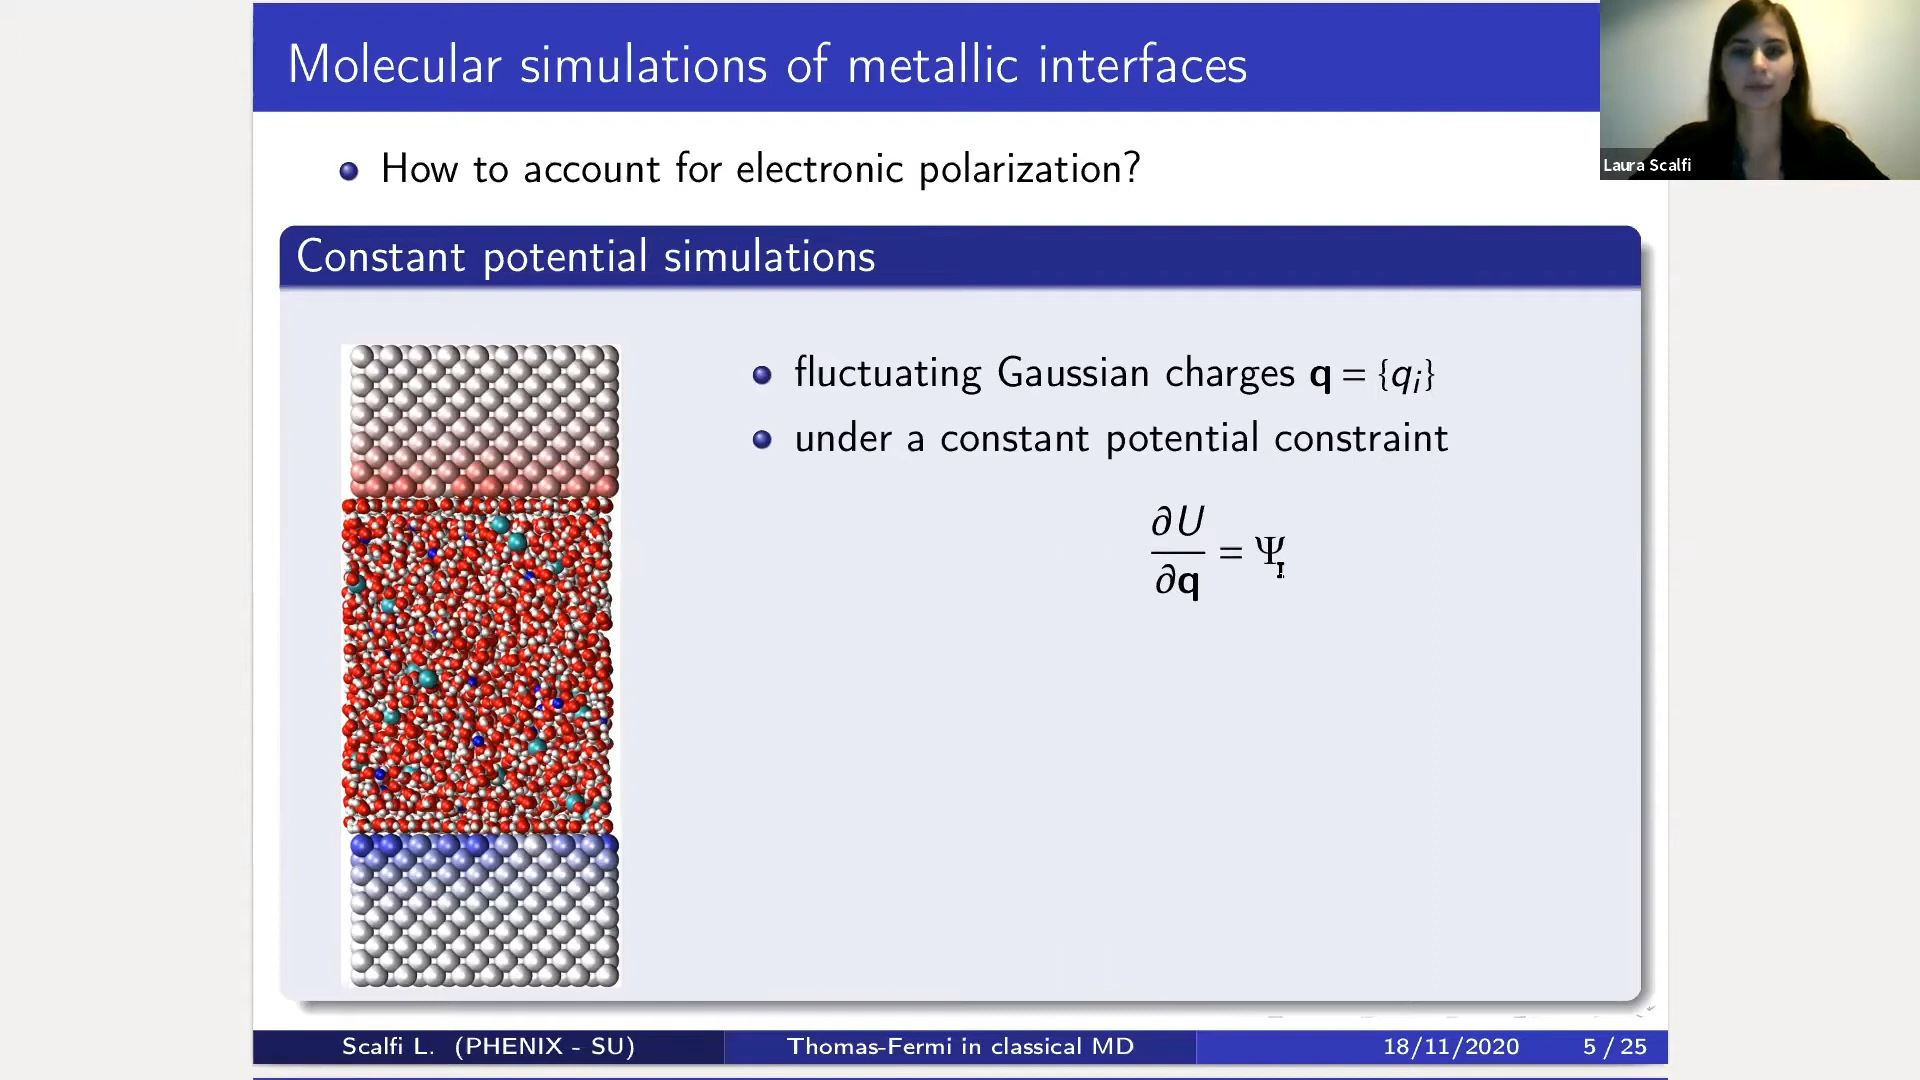 Molecular simulations of metallic interfaces
Laura Scalfi
How to account for electronic polarization?
Constant potential simulations
fluctuating Gaussian charges q = {qᵢ}
under a constant potential constraint
∂U
∂q = Ψ
Scalfi L. (PHENIX - SU) Thomas-Fermi in classical MD 18/11/2020 5 / 25